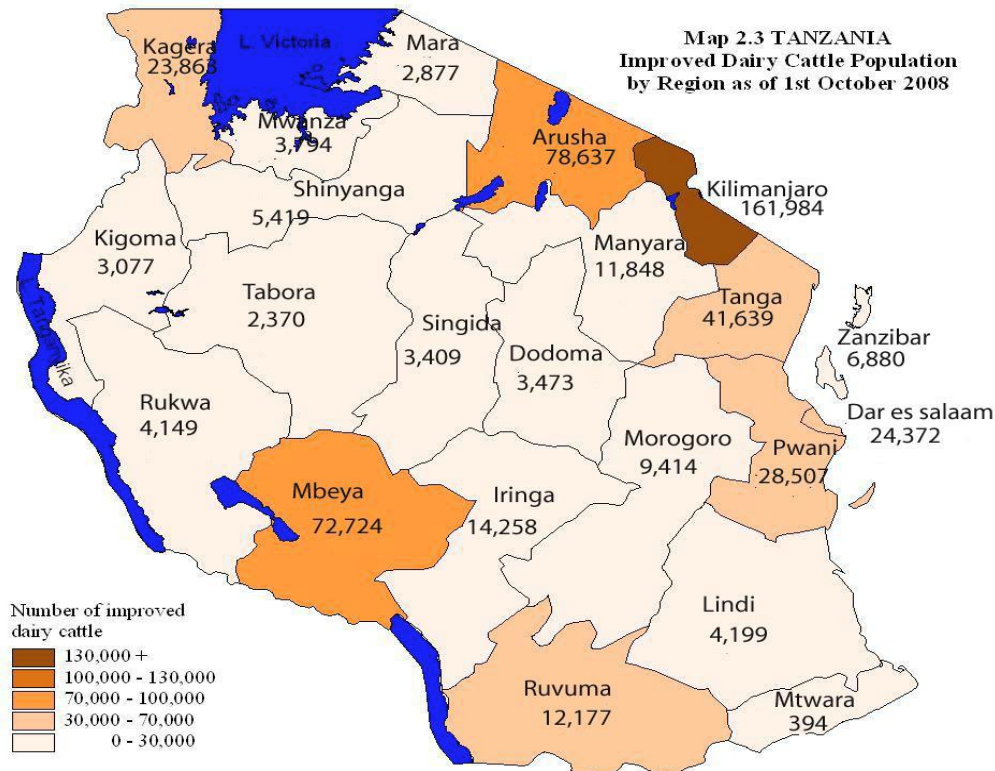 Map 2.3 TANZANIA
Improved Dairy Cattle Population
by Region as of 1st October 2008
Kagera
23,863
L. Victoria
Mara
2,877
Mwanza
3,794
Arusha
78,637
Shinyanga
5,419
Kilimanjaro
161,984
Kigoma
3,077
Manyara
11,848
Tabora
2,370
Singida
3,409
Dodoma
3,473
Tanga
41,639
Zanzibar
6,880
L. Tanganyika
Rukwa
4,149
Dar es salaam
24,372
Morogoro
9,414
Pwani
28,507
Mbeya
72,724
Iringa
14,258
Lindi
4,199
Ruvuma
12,177
Mtwara
394
Number of improved
dairy cattle
130,000 +
100,000 - 130,000
70,000 - 100,000
30,000 - 70,000
0 - 30,000